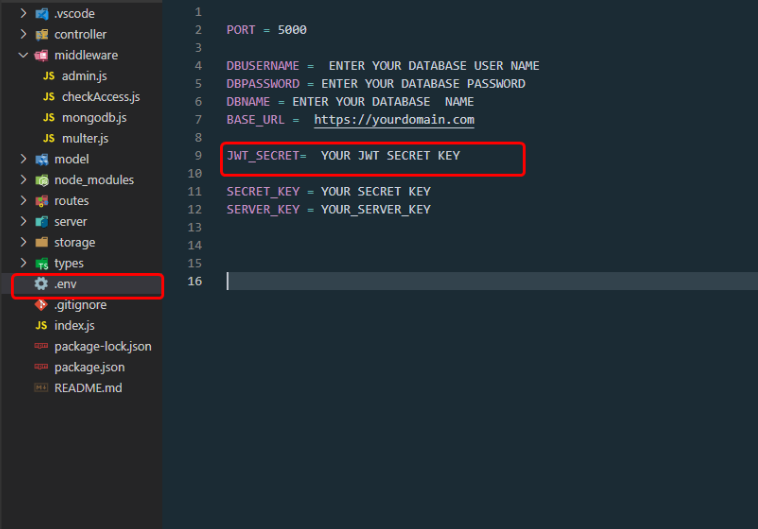 .vscode
controller
middleware
JS admin.js
JS checkAccess.js
JS mongodb.js
JS multer.js
model
node_modules
routes
server
storage
TS types
.env
.gitignore
JS index.js
package-lock.json
package.json
README.md
1
2 PORT = 5000
3
4 DBUSERNAME =  ENTER YOUR DATABASE USER NAME
5 DBPASSWORD = ENTER YOUR DATABASE PASSWORD
6 DBNAME = ENTER YOUR DATABASE  NAME
7 BASE_URL =  https://yourdomain.com
8
9 JWT_SECRET=  YOUR JWT SECRET KEY
10
11 SECRET_KEY = YOUR SECRET KEY
12 SERVER_KEY = YOUR_SERVER_KEY
13
14
15
16